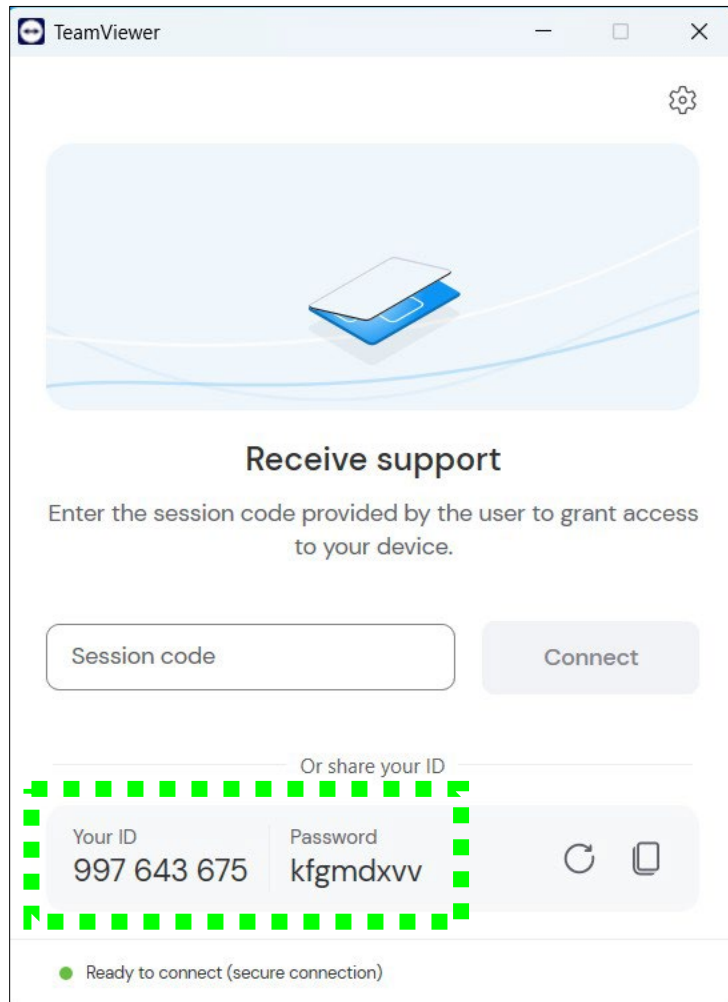 TeamViewer
Receive support
Enter the session code provided by the user to grant access
to your device.
Session code
Connect
Or share your ID
Your ID
Password
997 643 675
kfgmdxvv
Ready to connect (secure connection)